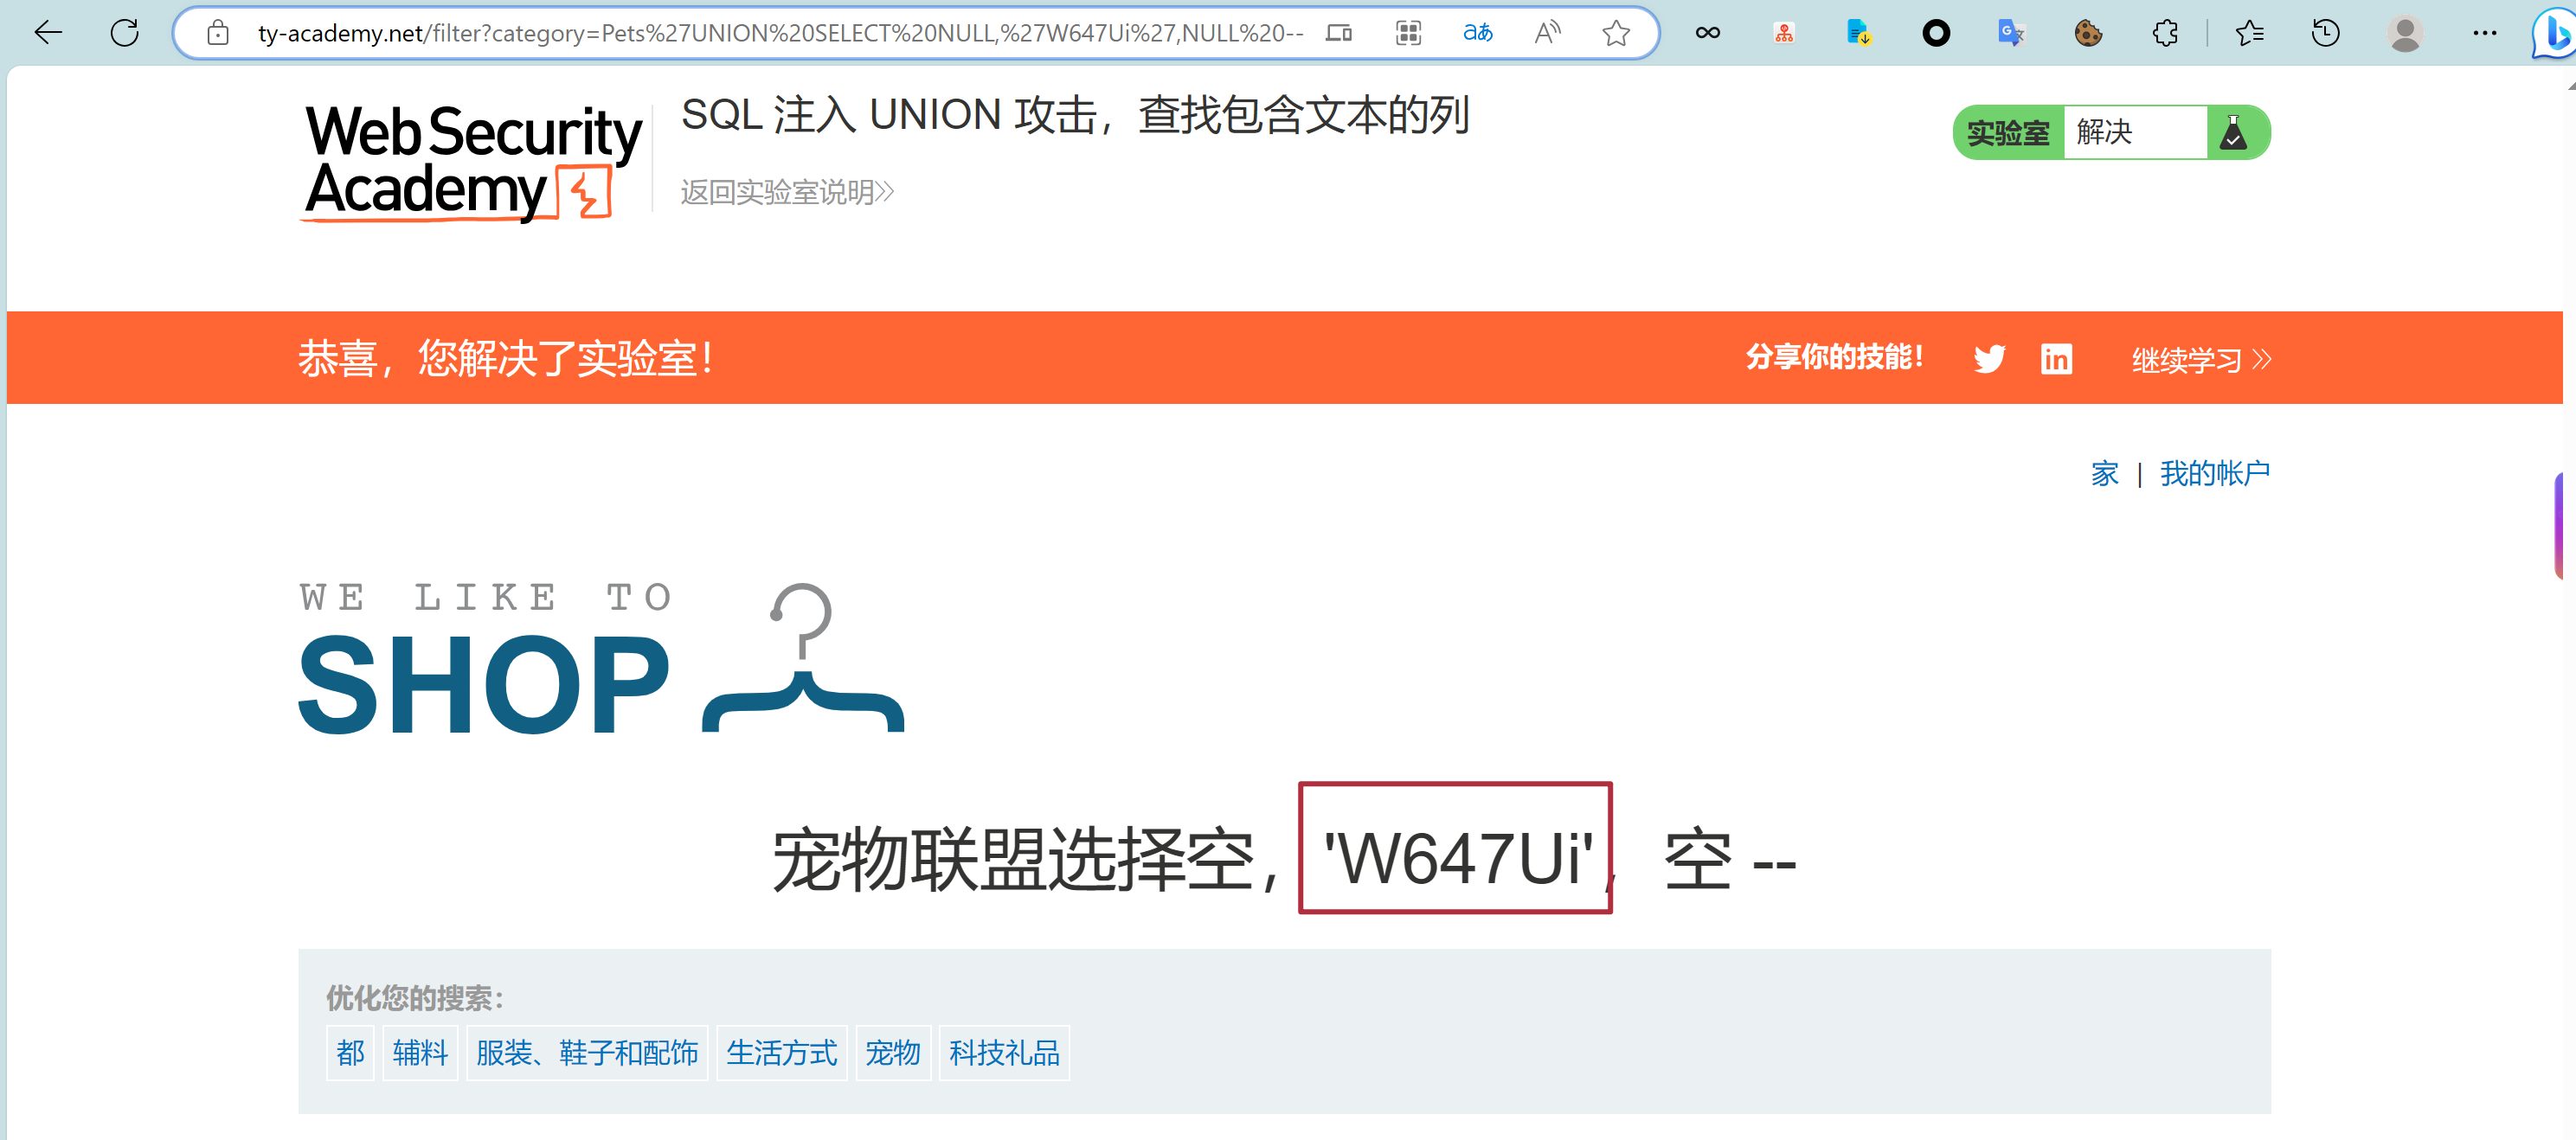 ty-academy.net/filter?category=Pets%27UNION%20SELECT%20NULL,%27W647Ui%27,NULL%20--
Web Security
Academy
SQL 注入 UNION 攻击，查找包含文本的列
返回实验室说明
实验室 解决
恭喜，您解决了实验室！
分享你的技能！
继续学习
家 | 我的帐户
WE LIKE TO
SHOP
宠物联盟选择空，'W647Ui'，空 --
优化您的搜索：
都 辅料 服装、鞋子和配饰 生活方式 宠物 科技礼品